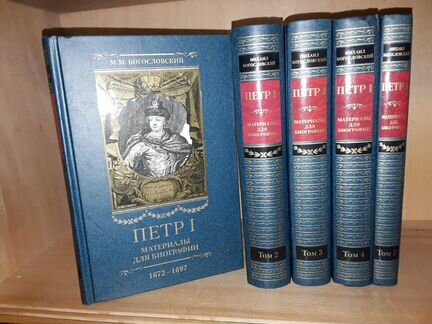 М.М. БОГОСЛОВСКИЙ
ПЕТР I
МАТЕРИАЛЫ
ДЛЯ БИОГРАФИИ
1672—1697
МИХАИЛ
БОГОСЛОВСКИЙ
ПЕТР I
МАТЕРИАЛЫ
ДЛЯ
БИОГРАФИИ
Том 2
МИХАИЛ
БОГОСЛОВСКИЙ
ПЕТР I
МАТЕРИАЛЫ
ДЛЯ
БИОГРАФИИ
Том 3
МИХАИЛ
БОГОСЛОВСКИЙ
ПЕТР I
МАТЕРИАЛЫ
ДЛЯ
БИОГРАФИИ
Том 4
МИХАИЛ
БОГОСЛОВСКИЙ
ПЕТР
МАТЕРИАЛЫ
ДЛЯ
БИОГРАФИИ
Том 5